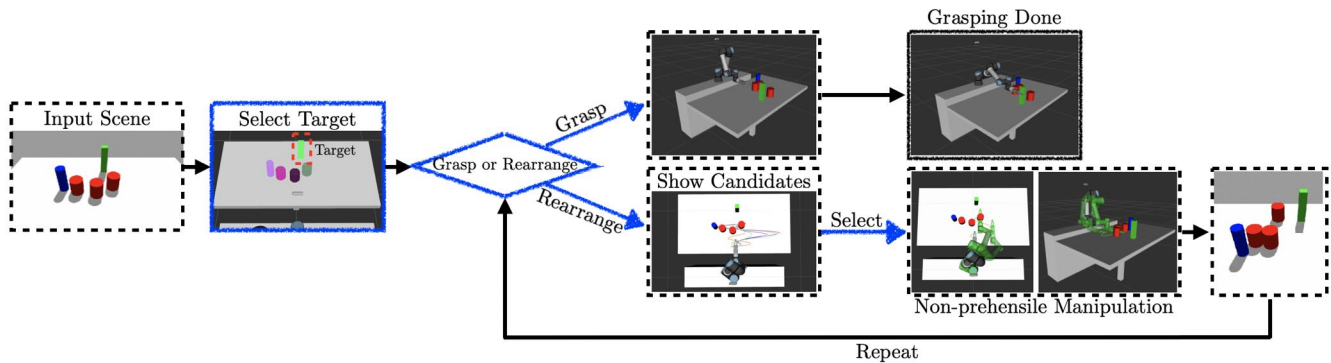 Input Scene
Select Target
Target
Grasp or Rearrange
Grasp
Grasping Done
Rearrange
Show Candidates
Select
Non-prehensile Manipulation
Repeat